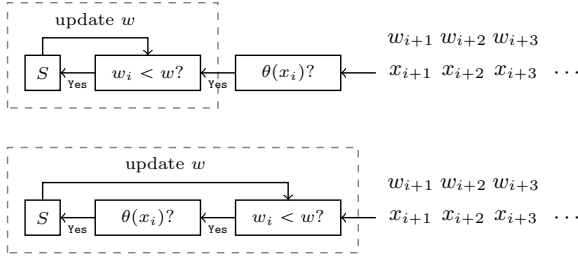 update w
w_{i+1} w_{i+2} w_{i+3}
S Yes w_i < w? Yes θ(x_i)? x_{i+1} x_{i+2} x_{i+3} ...
update w
w_{i+1} w_{i+2} w_{i+3}
S Yes θ(x_i)? Yes w_i < w? x_{i+1} x_{i+2} x_{i+3} ...